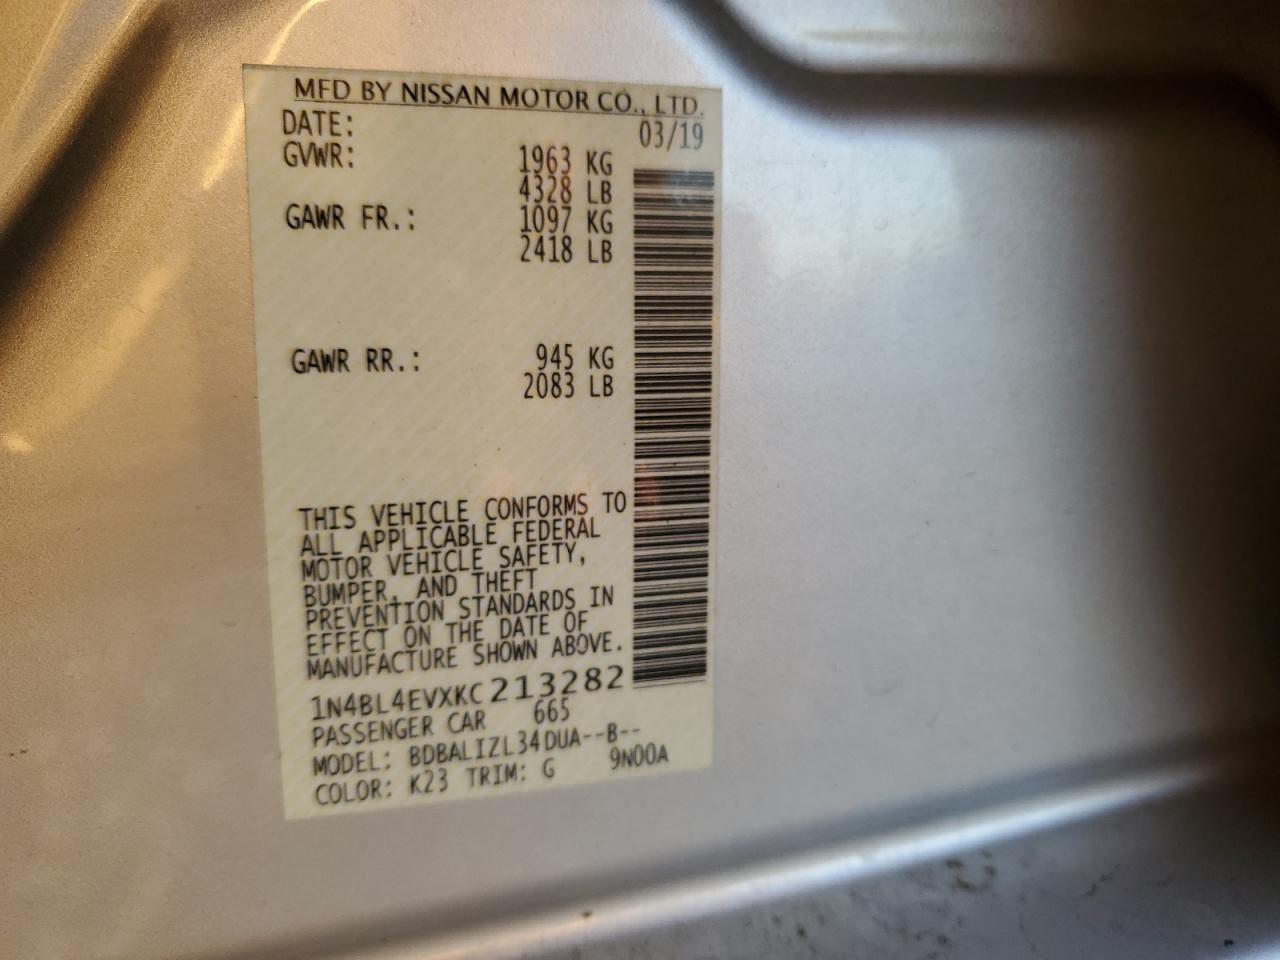 MFD BY NISSAN MOTOR CO., LTD.
DATE: 03/19
GVWR: 1963 KG
4328 LB
GAWR FR.: 1097 KG
2418 LB
GAWR RR.: 945 KG
2083 LB
THIS VEHICLE CONFORMS TO
ALL APPLICABLE FEDERAL
MOTOR VEHICLE SAFETY,
BUMPER, AND THEFT
PREVENTION STANDARDS IN
EFFECT ON THE DATE OF
MANUFACTURE SHOWN ABOVE.
1N4BL4EVXKC213282
PASSENGER CAR 665
MODEL: BDBALIZL34DUA--B--
COLOR: K23 TRIM: G 9N00A